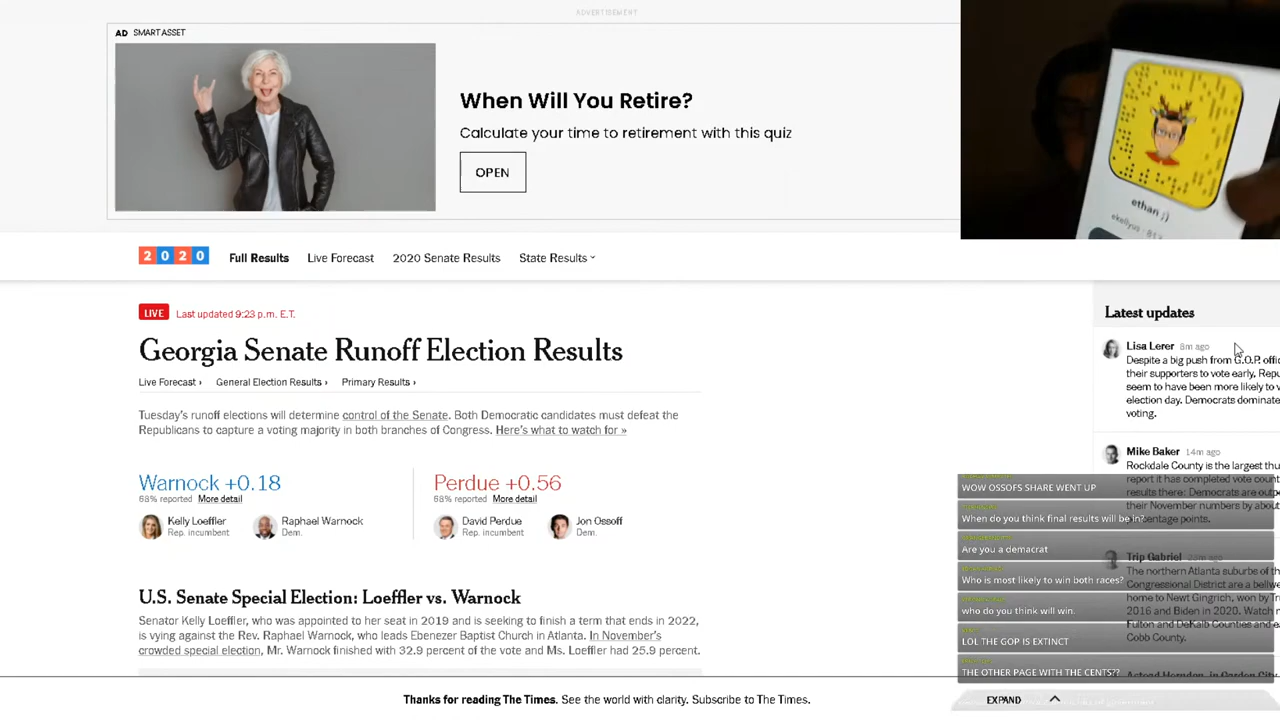 ADVERTISEMENT
AD SMART ASSET
When Will You Retire?
Calculate your time to retirement with this quiz
OPEN
ethan ;)
2020
Full Results
Live Forecast
2020 Senate Results
State Results
LIVE Last updated 9:23 p.m. E.T.
Georgia Senate Runoff Election Results
Live Forecast › General Election Results › Primary Results ›
Tuesday's runoff elections will determine control of the Senate. Both Democratic candidates must defeat the
Republicans to capture a voting majority in both branches of Congress. Here's what to watch for »
Warnock +0.18
68% reported More detail
Kelly Loeffler
Rep. incumbent
Raphael Warnock
Dem.
Perdue +0.56
68% reported More detail
David Perdue
Rep. incumbent
Jon Ossoff
Dem.
U.S. Senate Special Election: Loeffler vs. Warnock
Senator Kelly Loeffler, who was appointed to her seat in 2019 and is seeking to finish a term that ends in 2022,
is vying against the Rev. Raphael Warnock, who leads Ebenezer Baptist Church in Atlanta. In November's
crowded special election, Mr. Warnock finished with 32.9 percent of the vote and Ms. Loeffler had 25.9 percent.
Latest updates
Lisa Lerer 8m ago
Despite a big push from G.O.P. offic
their supporters to vote early, Repu
seem to have been more likely to v
election day. Democrats dominate
voting.
Mike Baker 14m ago
Rockdale County is the largest thu
report it has completed vote count
results there: Democrats are outp
their November numbers by about
percentage points.
Trip Gabriel
The northern Atlanta suburbs of th
Congressional District are a bellw
home to Newt Gingrich, won by Tr
2016 and Biden in 2020. Watch
Fulton and DeKalb Counties and e
Cobb County.
WOW OSSOFS SHARE WENT UP
When do you think final results will be in?
Are you a demacrat
Who is most likely to win both races?
who do you think will win.
LOL THE GOP IS EXTINCT
THE OTHER PAGE WITH THE CENTS??
EXPAND
Thanks for reading The Times. See the world with clarity. Subscribe to The Times.